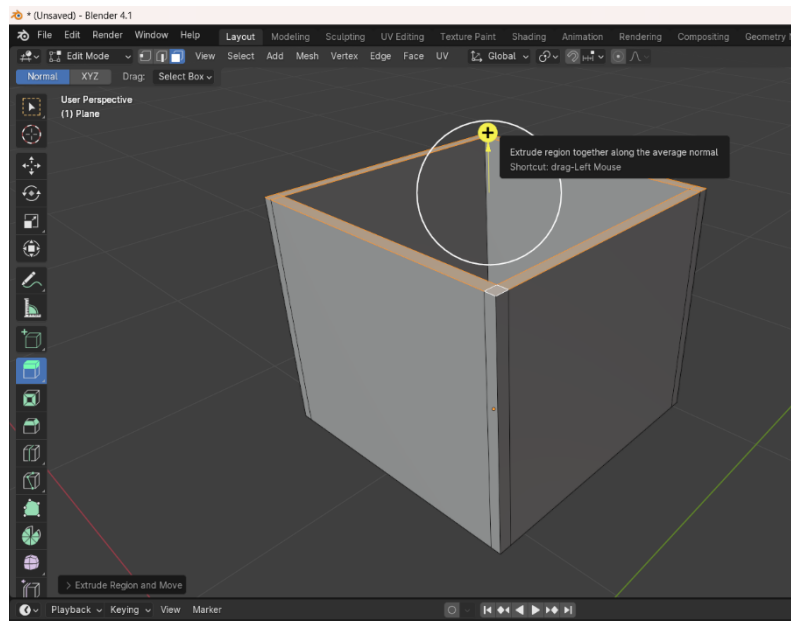 * (Unsaved) - Blender 4.1
File Edit Render Window Help Layout Modeling Sculpting UV Editing Texture Paint Shading Animation Rendering Compositing Geometry
Edit Mode View Select Add Mesh Vertex Edge Face UV Global
Normal XYZ Drag: Select Box
User Perspective
(1) Plane
Extrude region together along the average normal
Shortcut: drag-Left Mouse
> Extrude Region and Move
Playback Keying View Marker